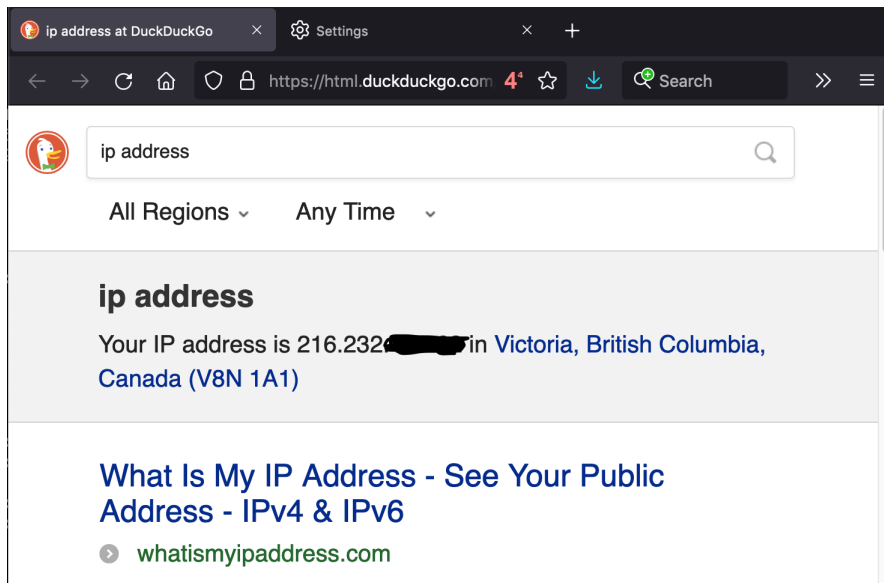 ip address at DuckDuckGo
Settings
https://html.duckduckgo.com
4⁴
Search
ip address
All Regions
Any Time
ip address
Your IP address is 216.232 in Victoria, British Columbia,
Canada (V8N 1A1)
What Is My IP Address - See Your Public
Address - IPv4 & IPv6
whatismyipaddress.com